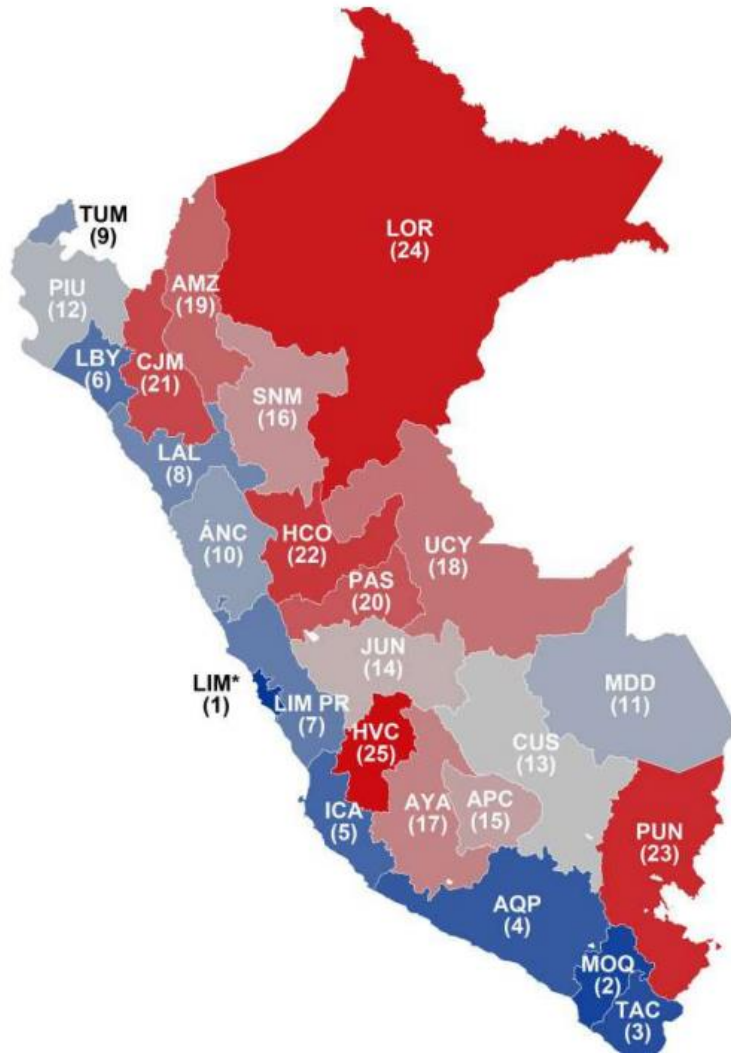 TUM
(9)
LOR
(24)
PIU
(12)
AMZ
(19)
LBY
(6)
CJM
(21)
SNM
(16)
LAL
(8)
ÁNC
(10)
HCO
(22)
UCY
(18)
PAS
(20)
JUN
(14)
LIM*
(1)
LIM PR
(7)
MDD
(11)
HVC
(25)
CUS
(13)
ICA
(5)
AYA
(17)
APC
(15)
PUN
(23)
AQP
(4)
MOQ
(2)
TAC
(3)